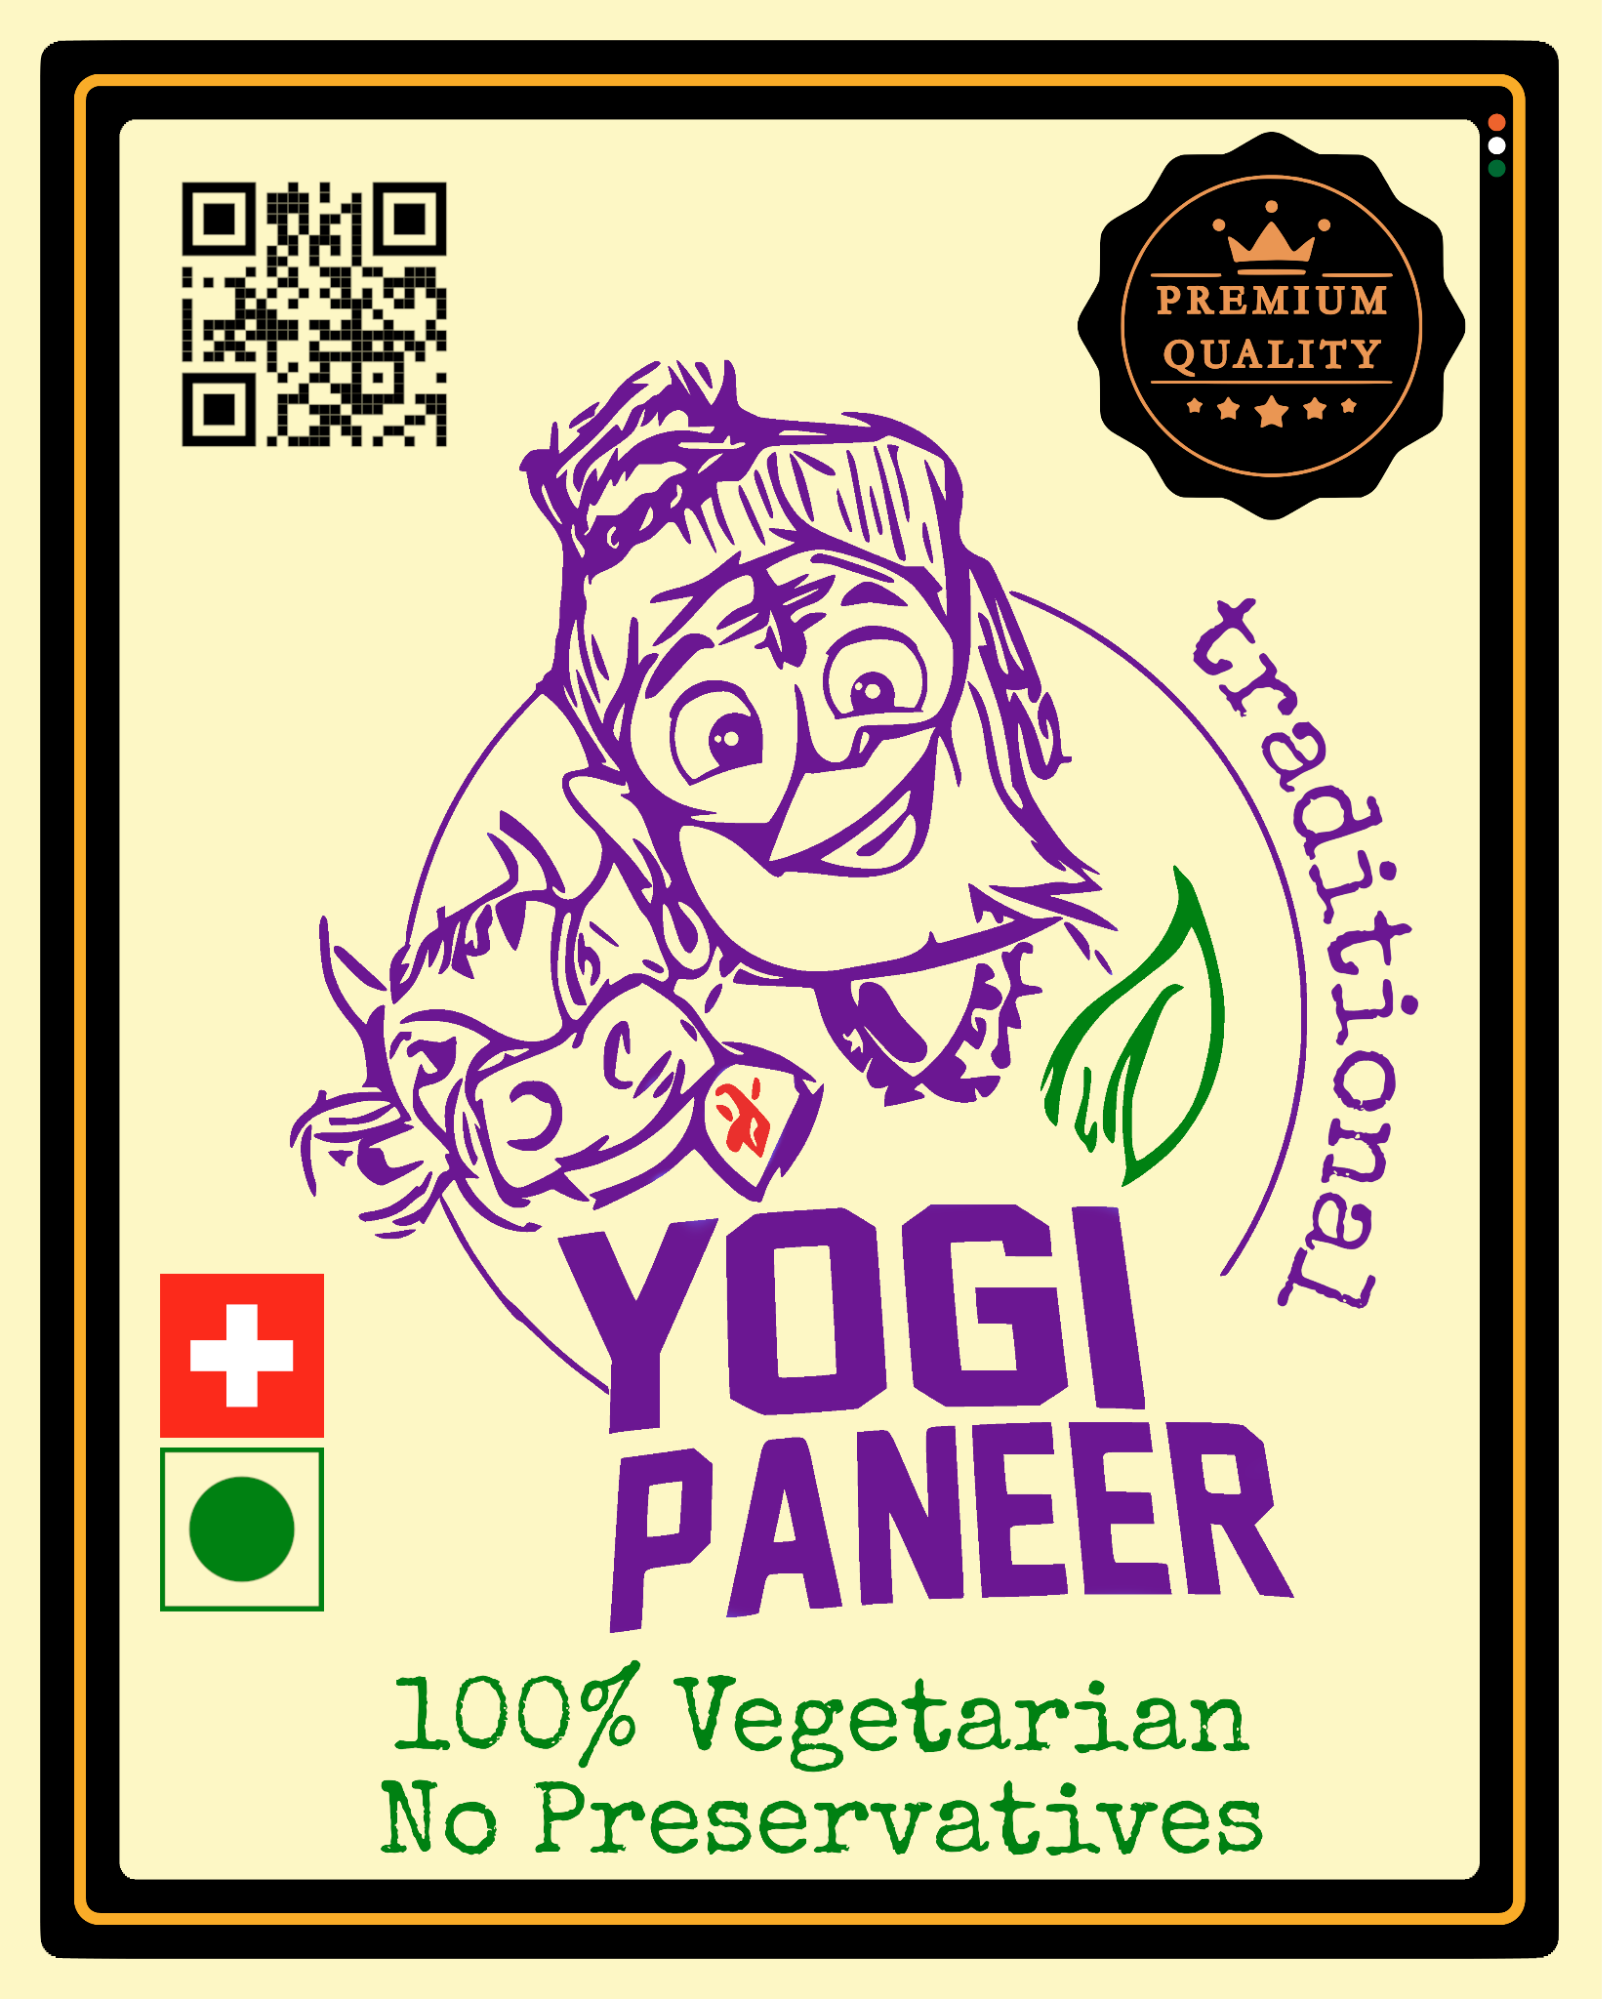 PREMIUM
QUALITY
traditional
YOGI
PANEER
100% Vegetarian
No Preservatives